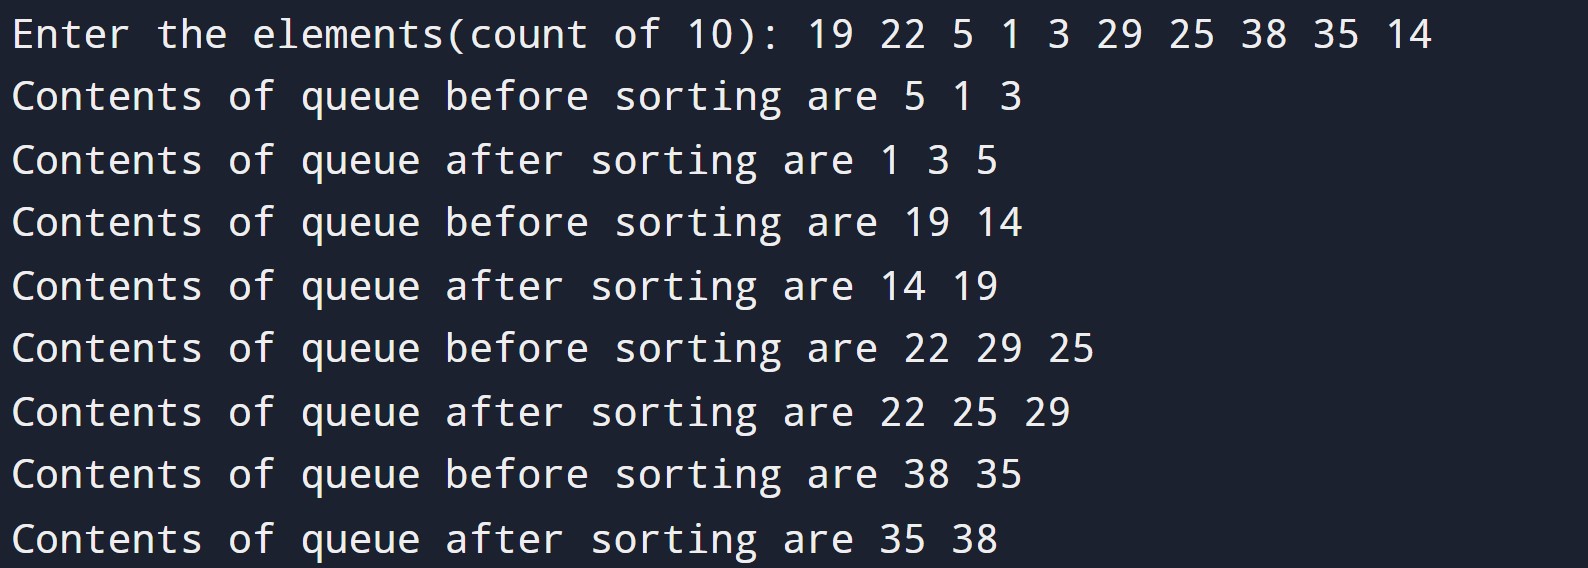 Enter the elements(count of 10): 19 22 5 1 3 29 25 38 35 14
Contents of queue before sorting are 5 1 3
Contents of queue after sorting are 1 3 5
Contents of queue before sorting are 19 14
Contents of queue after sorting are 14 19
Contents of queue before sorting are 22 29 25
Contents of queue after sorting are 22 25 29
Contents of queue before sorting are 38 35
Contents of queue after sorting are 35 38